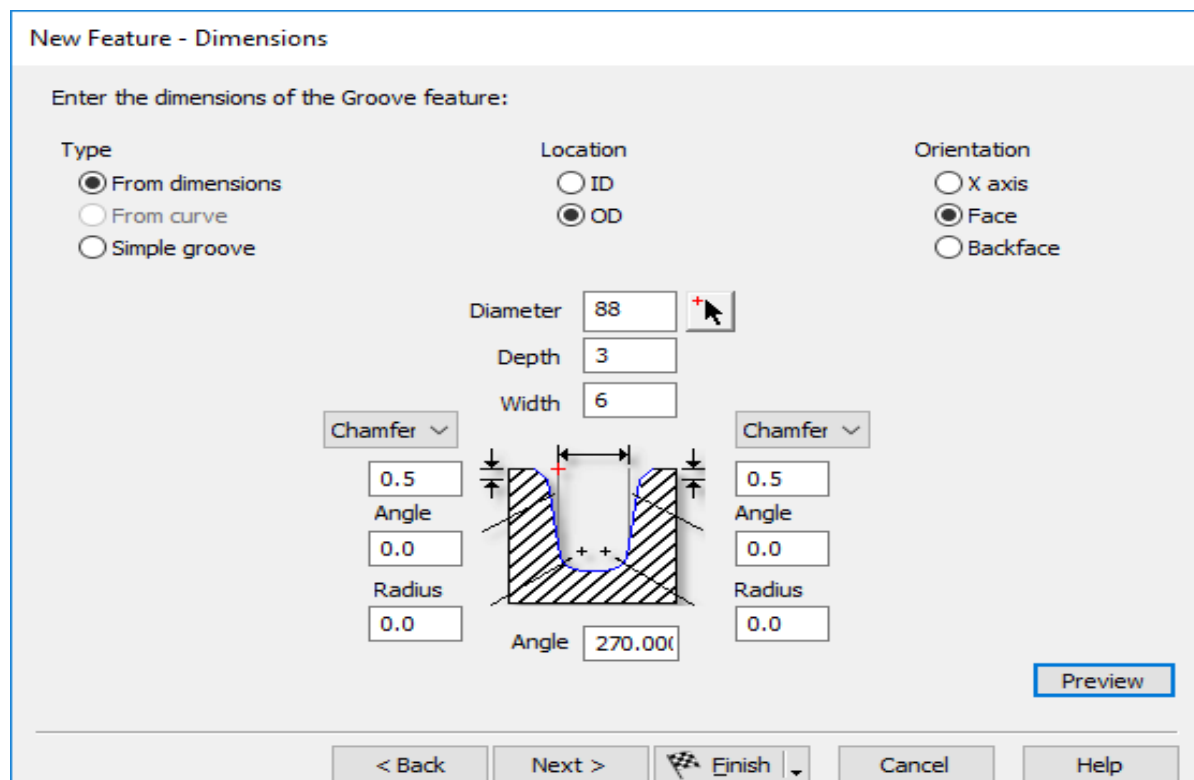 New Feature - Dimensions
Enter the dimensions of the Groove feature:
Type
From dimensions
From curve
Simple groove
Location
ID
OD
Orientation
X axis
Face
Backface
Diameter 88
Depth 3
Width 6
Chamfer
0.5
Angle
0.0
Radius
0.0
Chamfer
0.5
Angle
0.0
Radius
0.0
Angle 270.000
Preview
< Back Next > Finish Cancel Help